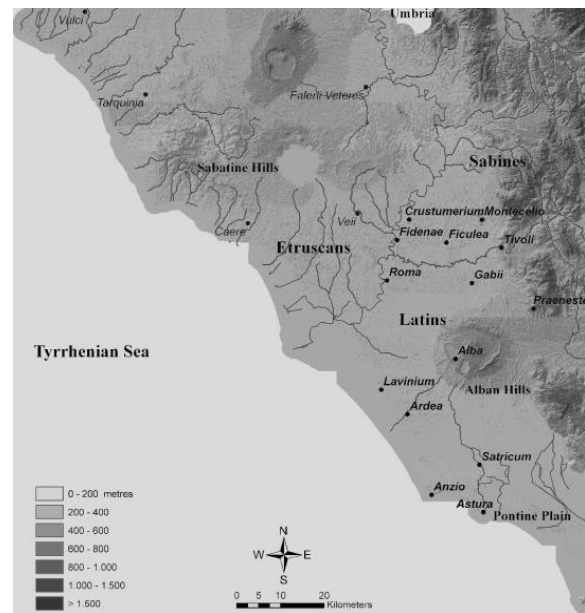 Umbria
Vulci
Tarquinia
Falerii Veteres
Sabatine Hills
Sabines
Crustumerium Montecelio
Veii
Caere
Fidenae Ficulea
Tivoli
Etruscans
Roma
Gabii
Praeneste
Latins
Tyrrhenian Sea
Alba
Lavinium
Alban Hills
Ardea
Satricum
Anzio
Astura
Pontine Plain
0 - 200 metres
200 - 400
400 - 600
600 - 800
800 - 1.000
1.000 - 1.500
> 1.500
N
W E
S
0 5 10 20
Kilometers